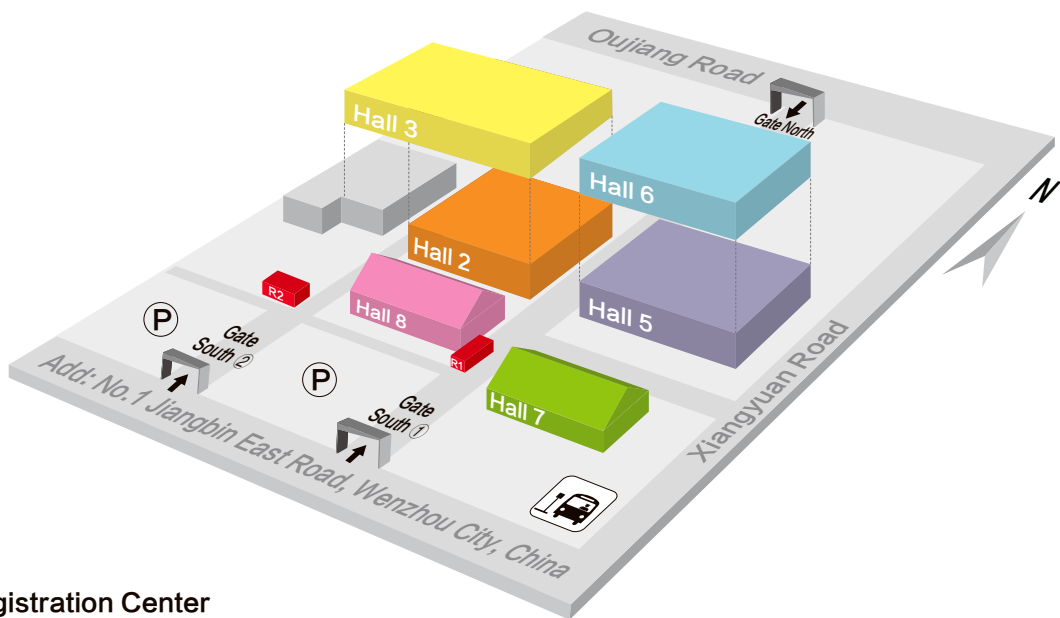 Oujiang Road
Gate North
N
Hall 3
Hall 6
Hall 2
Hall 5
R2
Hall 8
R1
Hall 7
P
Gate
South ②
P
Gate
South ①
Xiangyuan Road
Add: No. 1 Jiangbin East Road, Wenzhou City, China
gistration Center